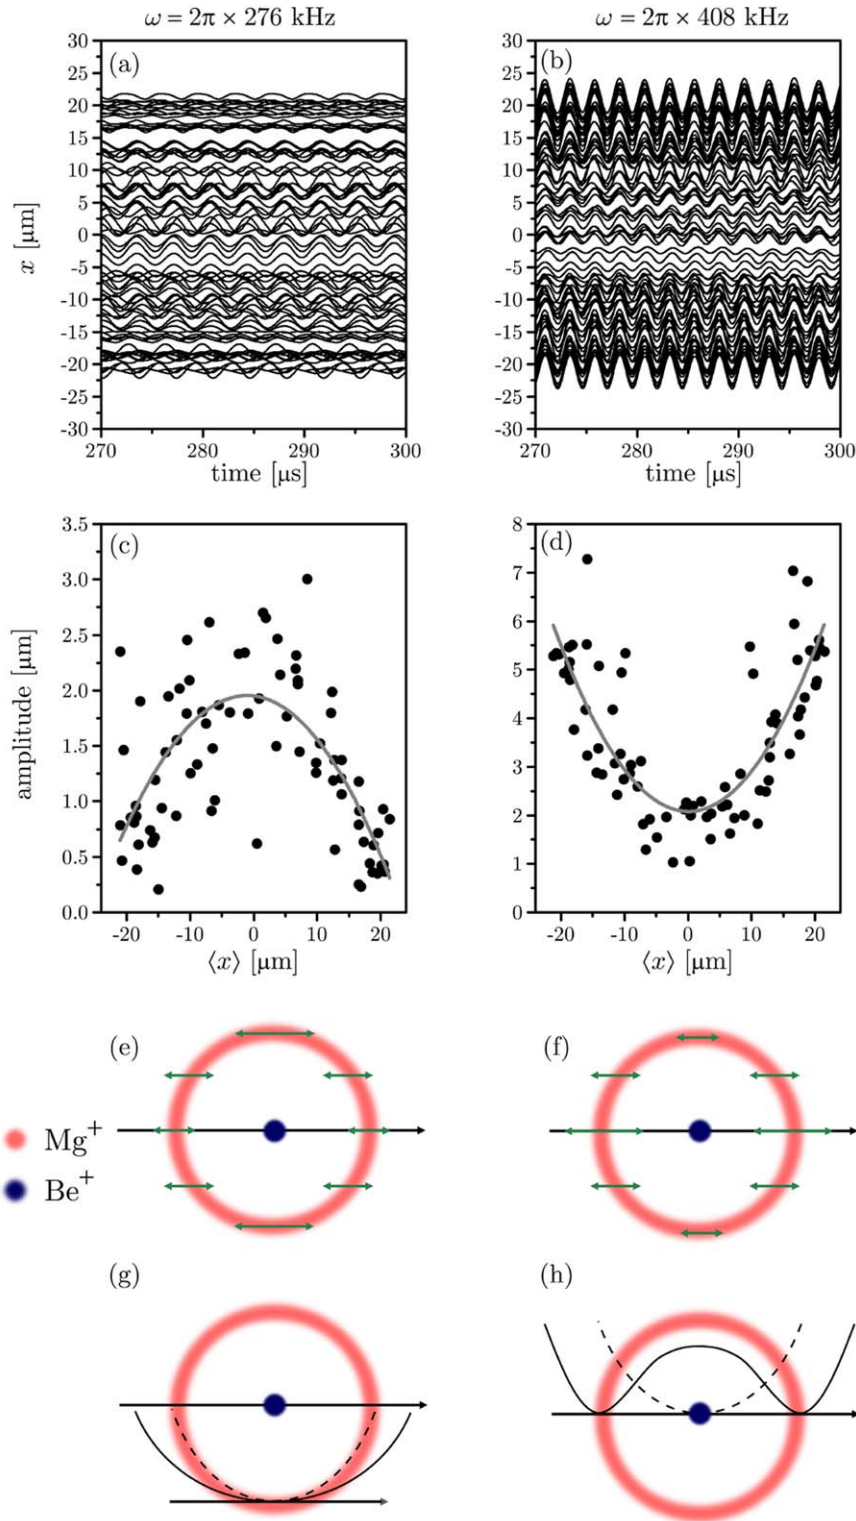 ω = 2π × 276 kHz
ω = 2π × 408 kHz
(a)
(b)
30
25
20
15
10
5
0
-5
-10
-15
-20
-25
-30
x [µm]
270 280 290 300
time [µs]
30
25
20
15
10
5
0
-5
-10
-15
-20
-25
-30
270 280 290 300
time [µs]
(c)
3.5
3.0
2.5
2.0
1.5
1.0
0.5
0.0
amplitude [µm]
-20 -10 0 10 20
⟨x⟩ [µm]
(d)
8
7
6
5
4
3
2
1
0
-20 -10 0 10 20
⟨x⟩ [µm]
(e)
(f)
Mg⁺
Be⁺
(g)
(h)